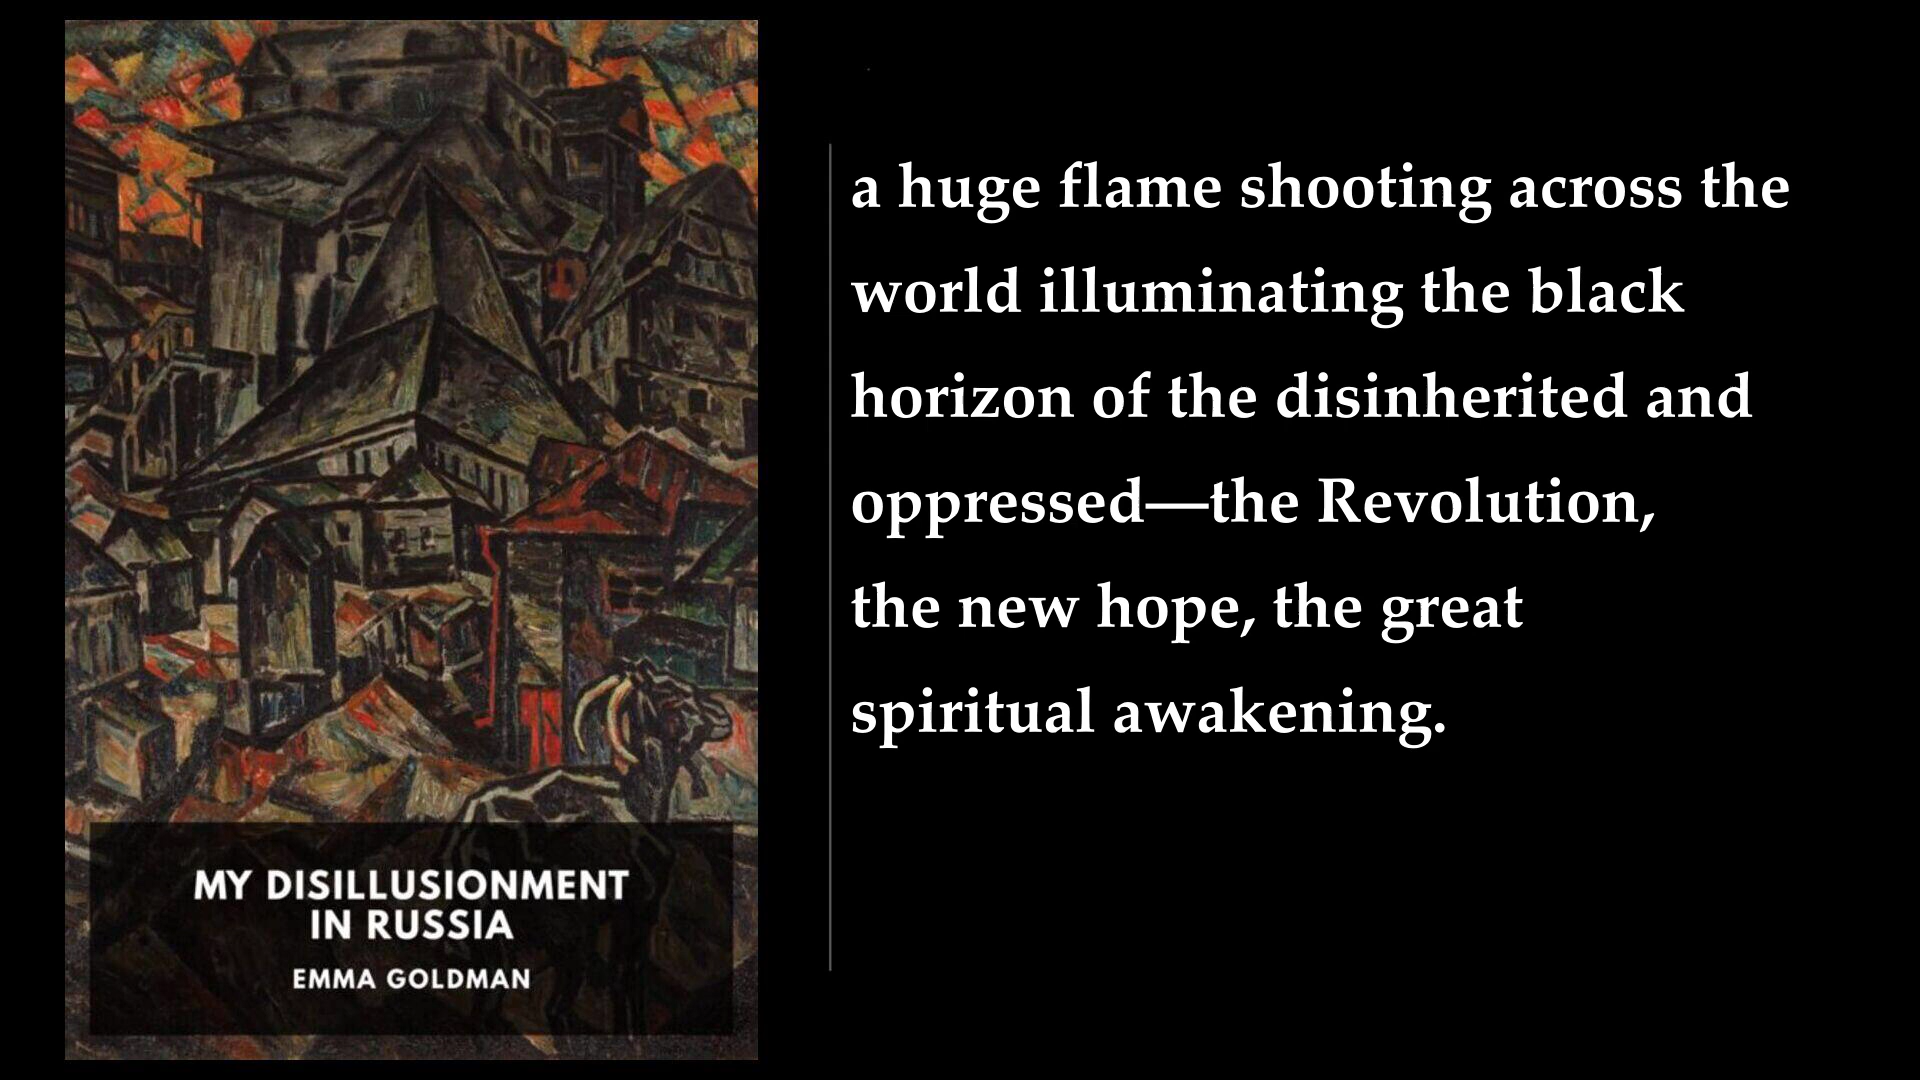 MY DISILLUSIONMENT
IN RUSSIA
EMMA GOLDMAN
a huge flame shooting across the
world illuminating the black
horizon of the disinherited and
oppressed—the Revolution,
the new hope, the great
spiritual awakening.